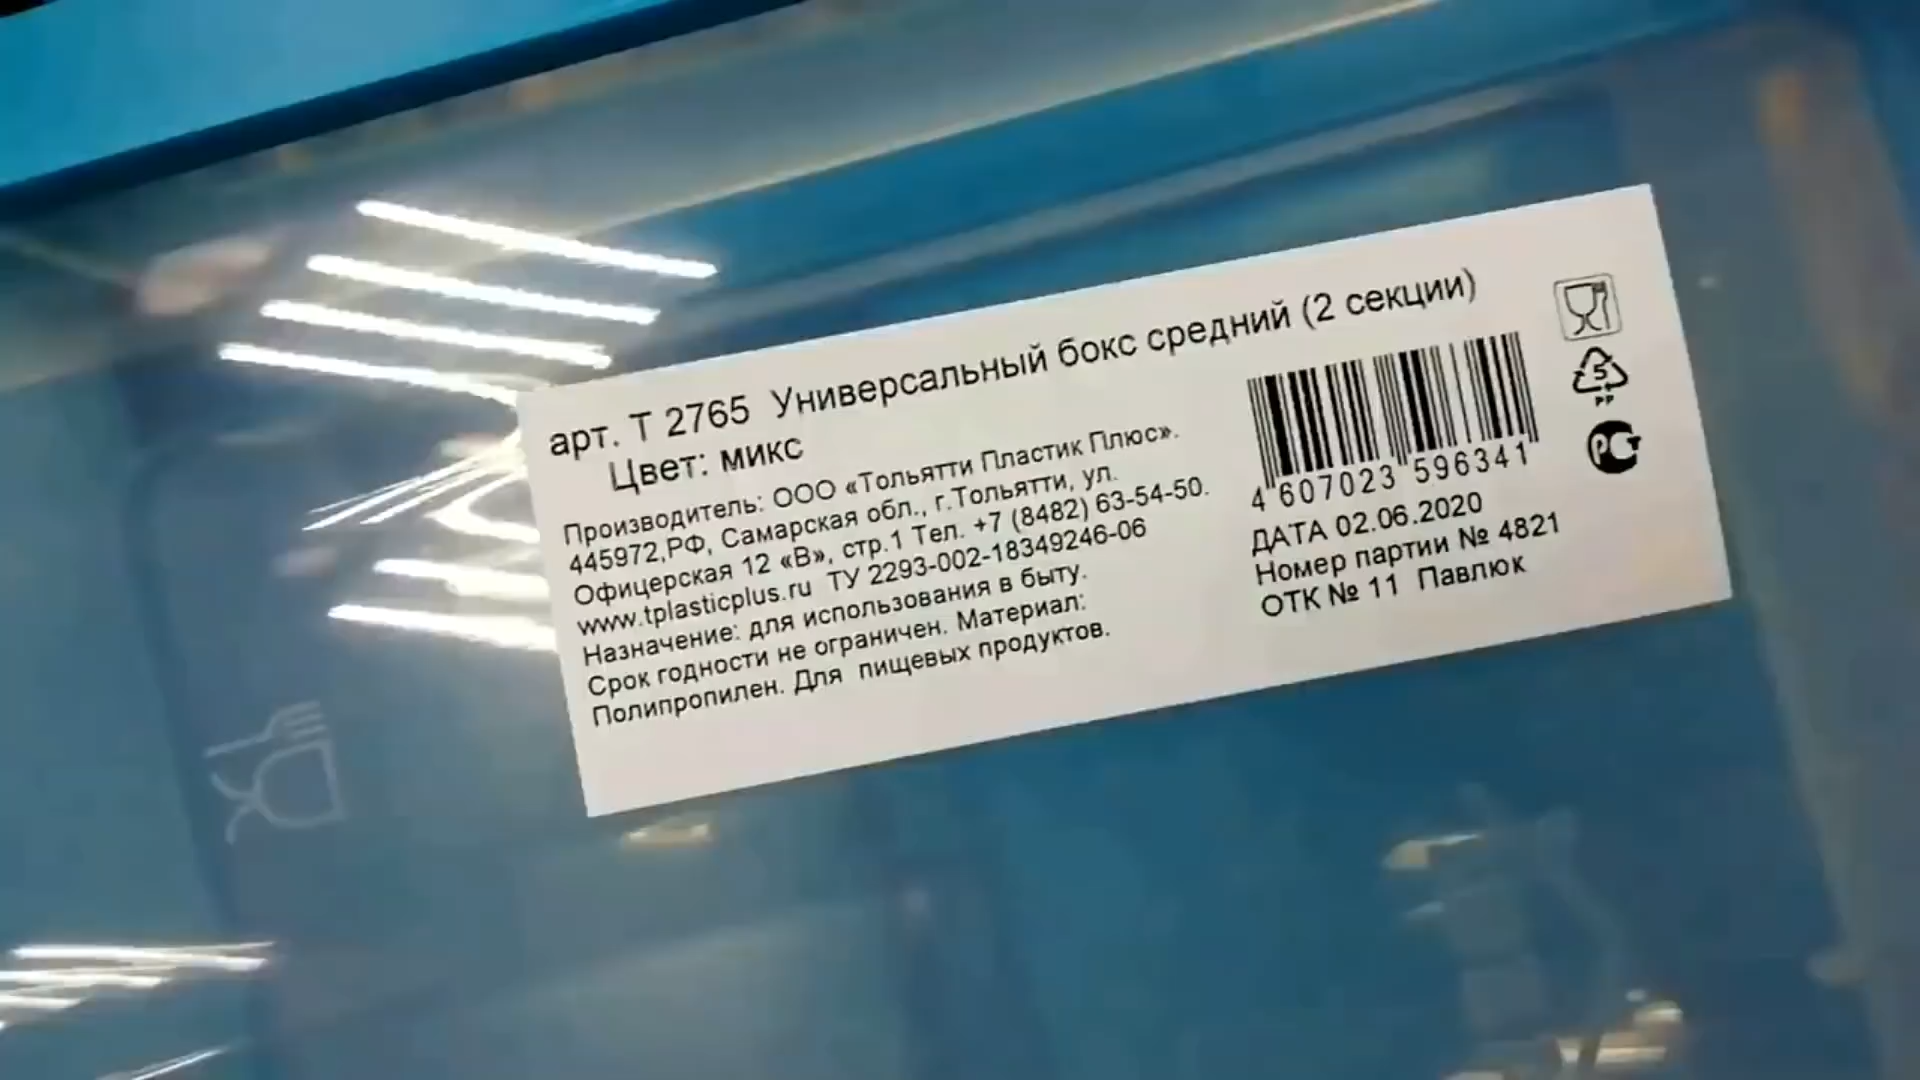 арт. Т 2765 Универсальный бокс средний (2 секции)
Цвет: микс
Производитель: ООО «Тольятти Пластик Плюс».
445972,РФ, Самарская обл., г.Тольятти, ул.
Офицерская 12 «В», стр.1 Тел. +7 (8482) 63-54-50.
www.tplasticplus.ru ТУ 2293-002-18349246-06
Назначение: для использования в быту.
Срок годности не ограничен. Материал:
Полипропилен. Для пищевых продуктов.
4 607023 596341
ДАТА 02.06.2020
Номер партии № 4821
ОТК № 11 Павлюк
5
PP
РСТ